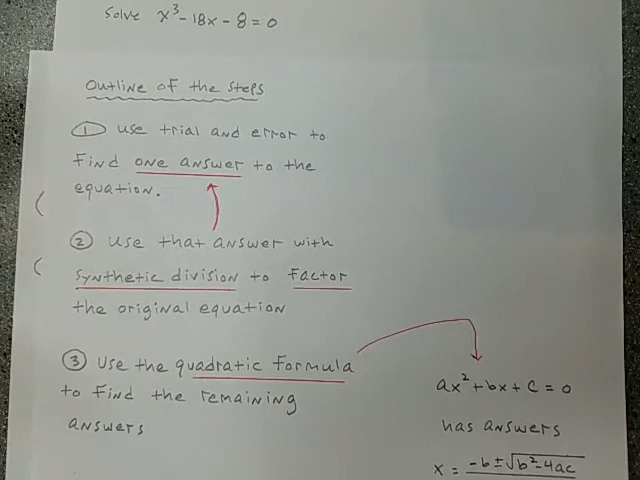 Solve x³-18x-8=0
Outline of the Steps
① Use trial and error to
Find one answer to the
equation.
② Use that answer with
synthetic division to factor
the original equation
③ Use the quadratic formula
to find the remaining
answers
ax²+bx+c=0
has answers
x = -b±√b²-4ac